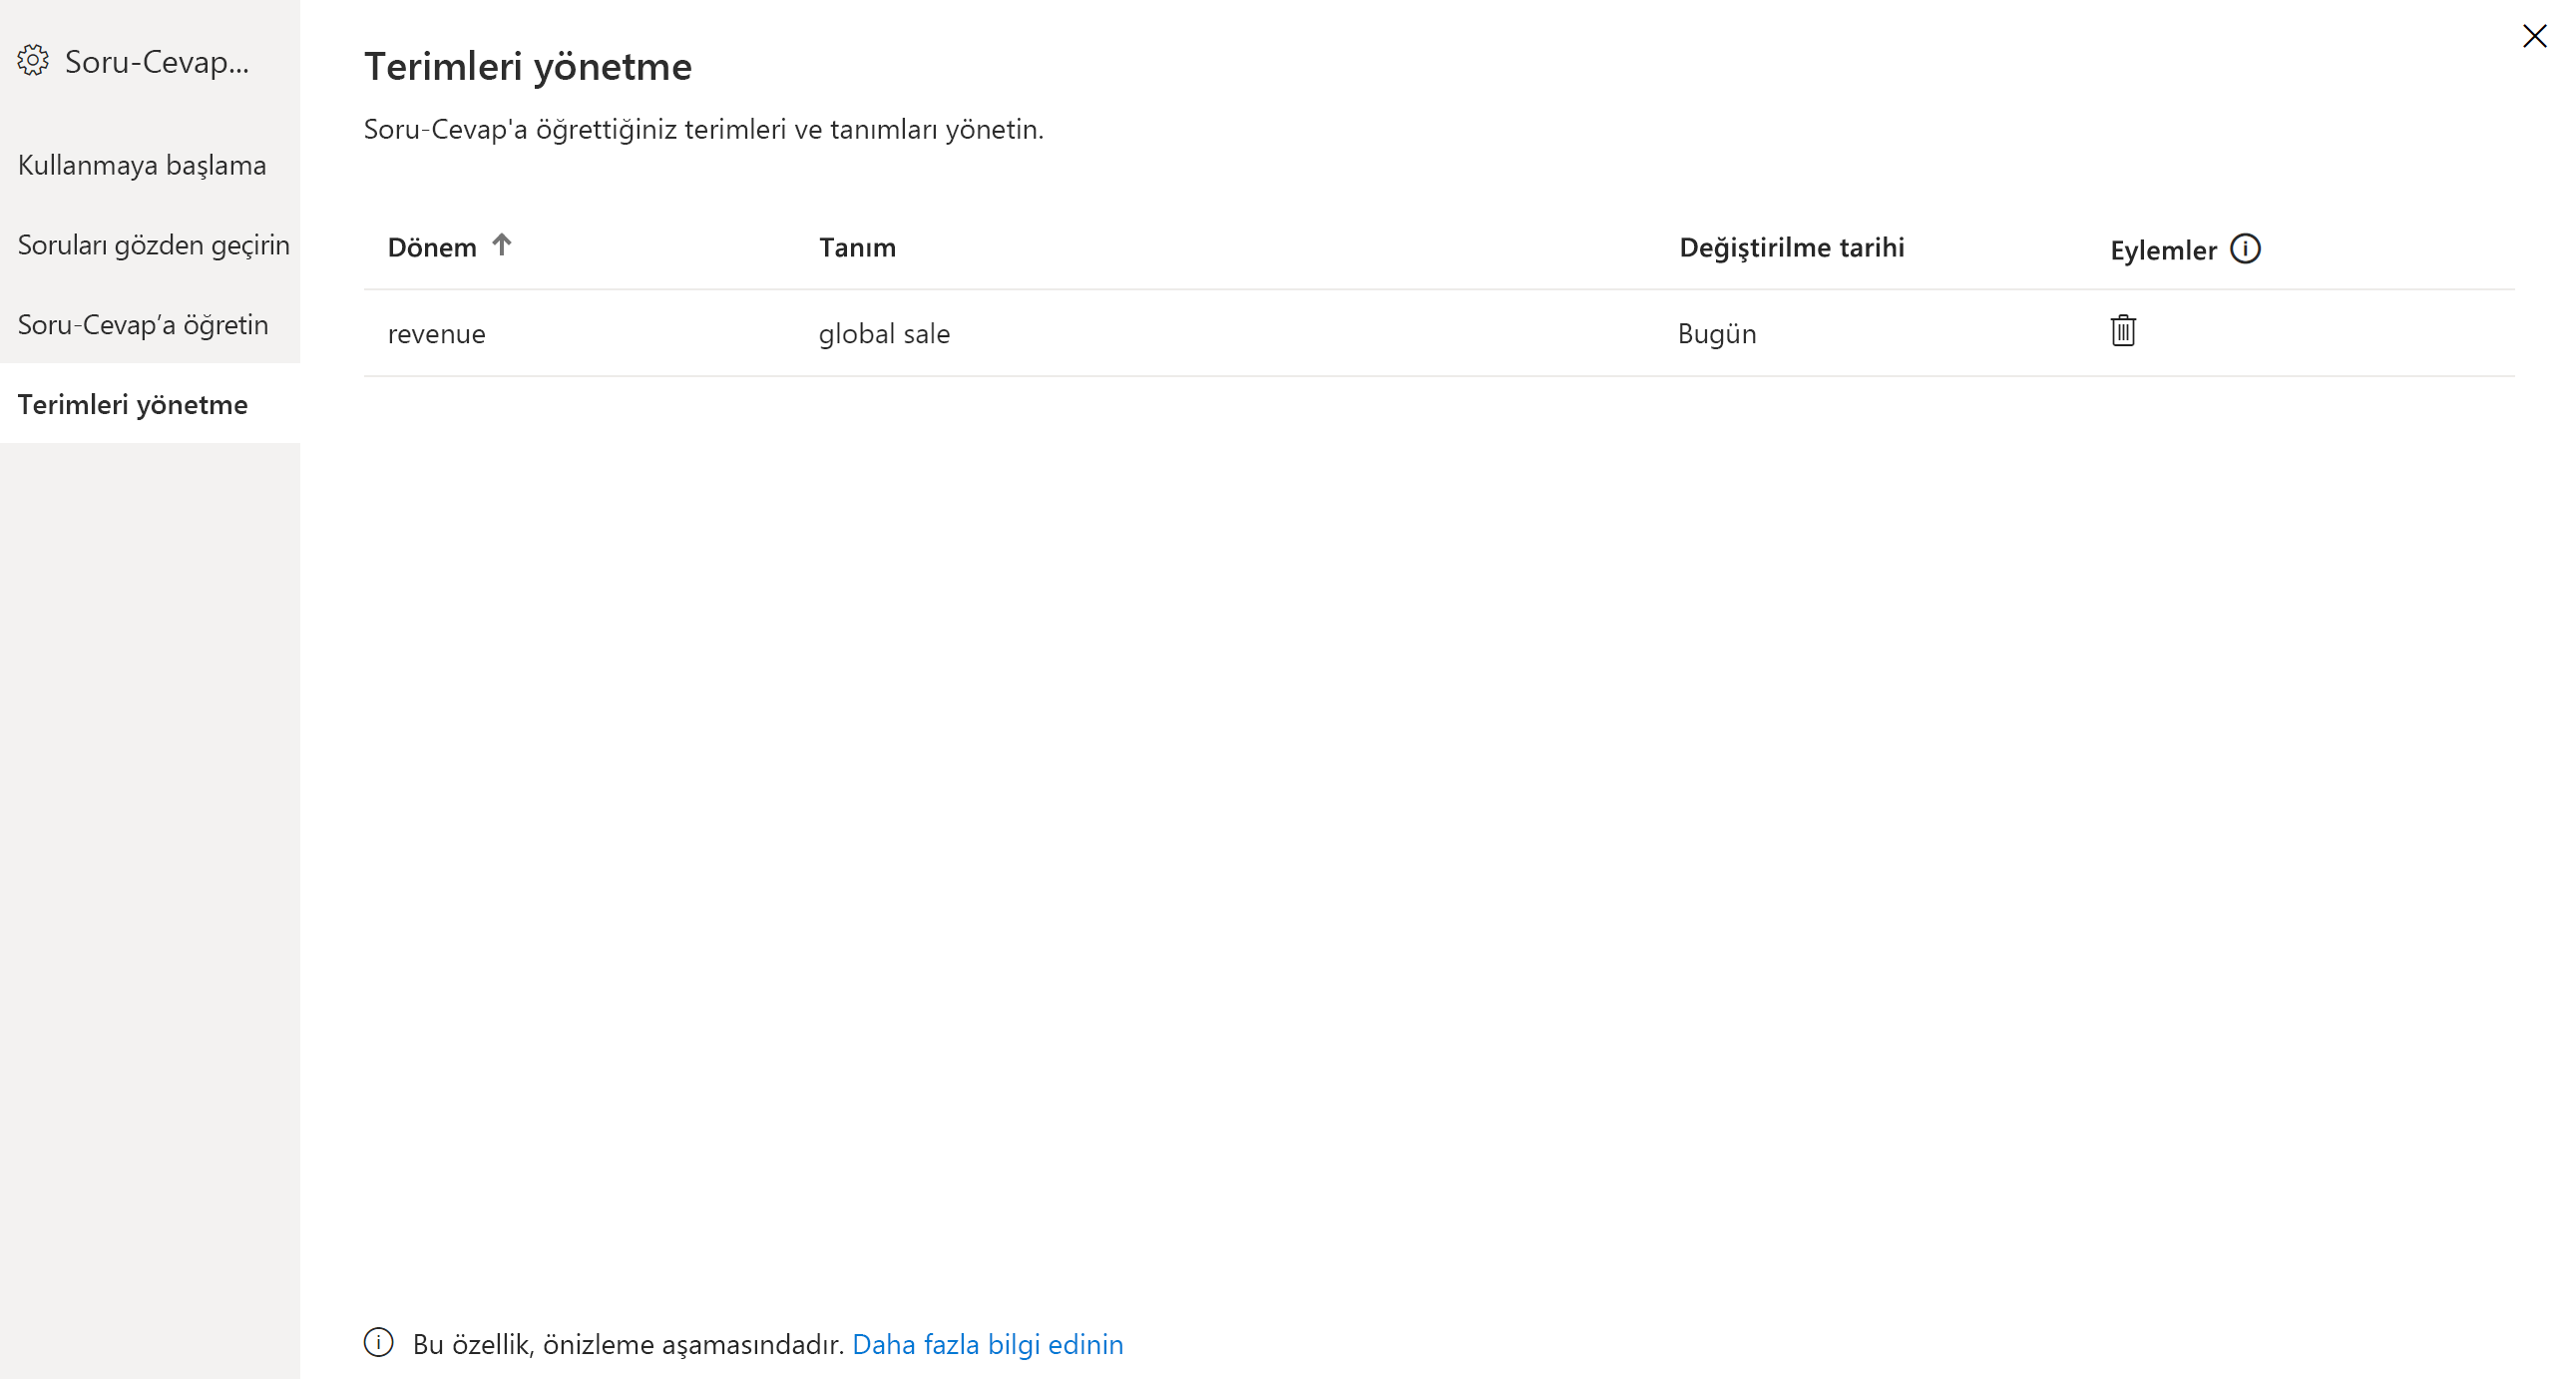 Soru-Cevap...
Kullanmaya başlama
Soruları gözden geçirin
Soru-Cevap’a öğretin
Terimleri yönetme
Terimleri yönetme
Soru-Cevap'a öğrettiğiniz terimleri ve tanımları yönetin.
Dönem Tanım Değiştirilme tarihi Eylemler
revenue global sale Bugün
Bu özellik, önizleme aşamasındadır. Daha fazla bilgi edinin